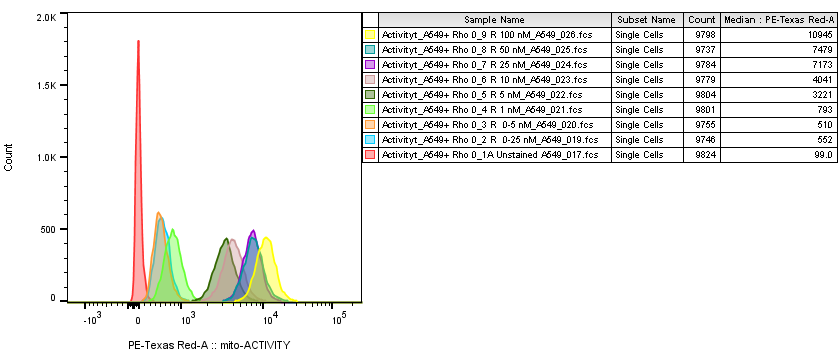 2.0K
1.5K
1.0K
500
0
Count
-10³ 0 10³ 10⁴ 10⁵
PE-Texas Red-A :: mito-ACTIVITY
Sample Name Subset Name Count Median : PE-Texas Red-A
Activityt_A549+ Rho 0_9 R 100 nM_A549_026.fcs Single Cells 9798 10945
Activityt_A549+ Rho 0_8 R 50 nM_A549_025.fcs Single Cells 9737 7479
Activityt_A549+ Rho 0_7 R 25 nM_A549_024.fcs Single Cells 9784 7173
Activityt_A549+ Rho 0_6 R 10 nM_A549_023.fcs Single Cells 9779 4041
Activityt_A549+ Rho 0_5 R 5 nM_A549_022.fcs Single Cells 9804 3221
Activityt_A549+ Rho 0_4 R 1 nM_A549_021.fcs Single Cells 9801 793
Activityt_A549+ Rho 0_3 R 0-5 nM_A549_020.fcs Single Cells 9755 510
Activityt_A549+ Rho 0_2 R 0-25 nM_A549_019.fcs Single Cells 9746 552
Activityt_A549+ Rho 0_1A Unstained A549_017.fcs Single Cells 9824 99.0